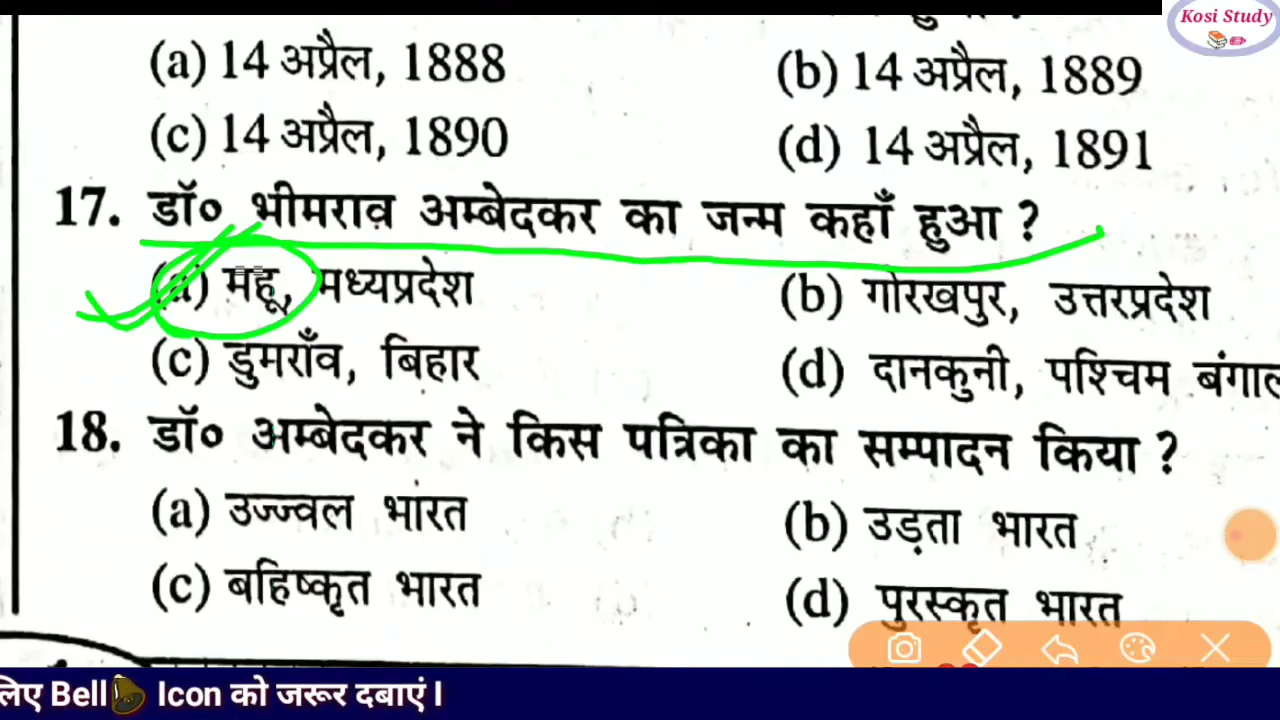 Kosi Study
(a) 14 अप्रैल, 1888 (b) 14 अप्रैल, 1889
(c) 14 अप्रैल, 1890 (d) 14 अप्रैल, 1891
17. डॉ० भीमराव अम्बेदकर का जन्म कहाँ हुआ ?
(a) महू, मध्यप्रदेश (b) गोरखपुर, उत्तरप्रदेश
(c) डुमराँव, बिहार (d) दानकुनी, पश्चिम बंगाल
18. डॉ० अम्बेदकर ने किस पत्रिका का सम्पादन किया ?
(a) उज्ज्वल भारत (b) उड़ता भारत
(c) बहिष्कृत भारत (d) पुरस्कृत भारत
लिए Bell Icon को जरूर दबाएं I